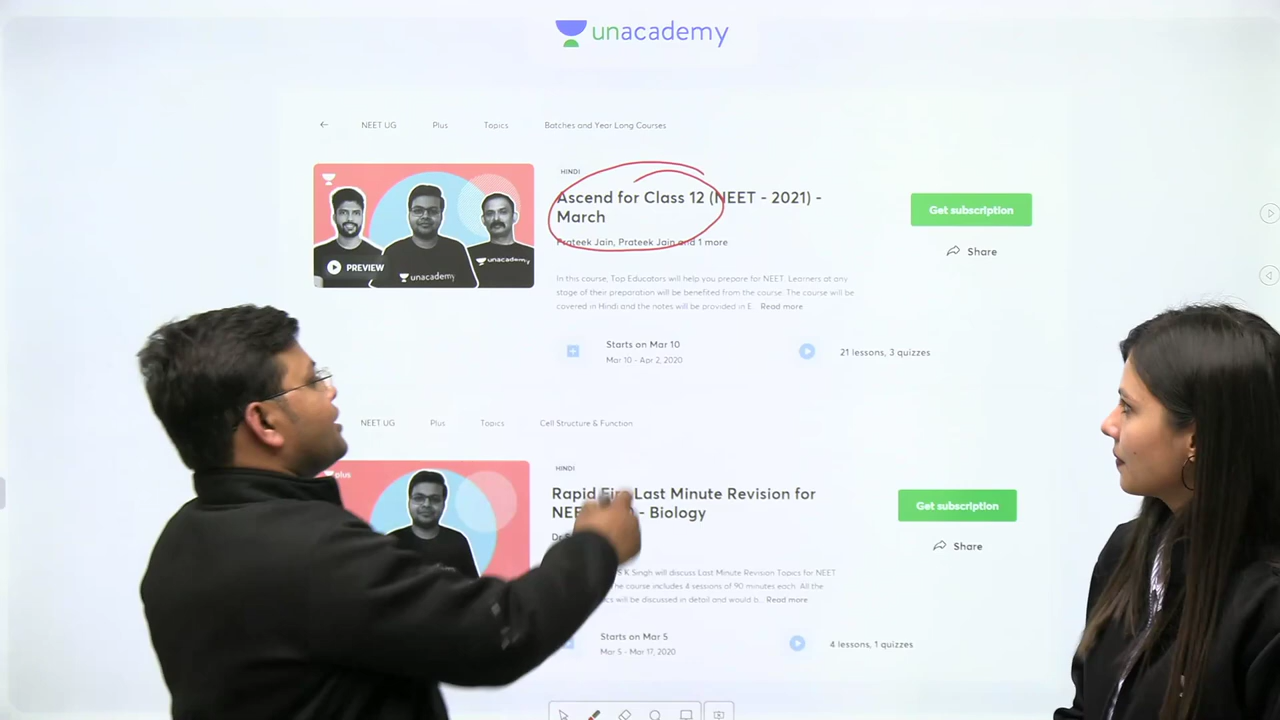 unacademy
NEET UG Plus Topics Batches and Year Long Courses
HINDI
Ascend for Class 12 (NEET - 2021) -
March
Prateek Jain, Prateek Jain and 1 more
Get subscription
Share
PREVIEW
unacademy
unacademy
In this course, Top Educators will help you prepare for NEET. Learners at any
stage of their preparation will be benefited from the course. The course will be
covered in Hindi and the notes will be provided in E... Read more
Starts on Mar 10
Mar 10 - Apr 2, 2020
21 lessons, 3 quizzes
NEET UG Plus Topics Cell Structure & Function
plus
HINDI
Rapid Last Minute Revision for
- Biology
Get subscription
Share
S K Singh will discuss Last Minute Revision Topics for NEET
course includes 4 sessions of 90 minutes each. All the
will be discussed in detail and would b... Read more
Starts on Mar 5
Mar 5 - Mar 17, 2020
4 lessons, 1 quizzes